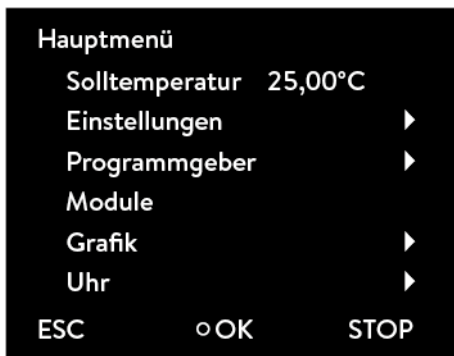 Hauptmenü
Solltemperatur 25,00°C
Einstellungen
Programmgeber
Module
Grafik
Uhr
ESC OK STOP